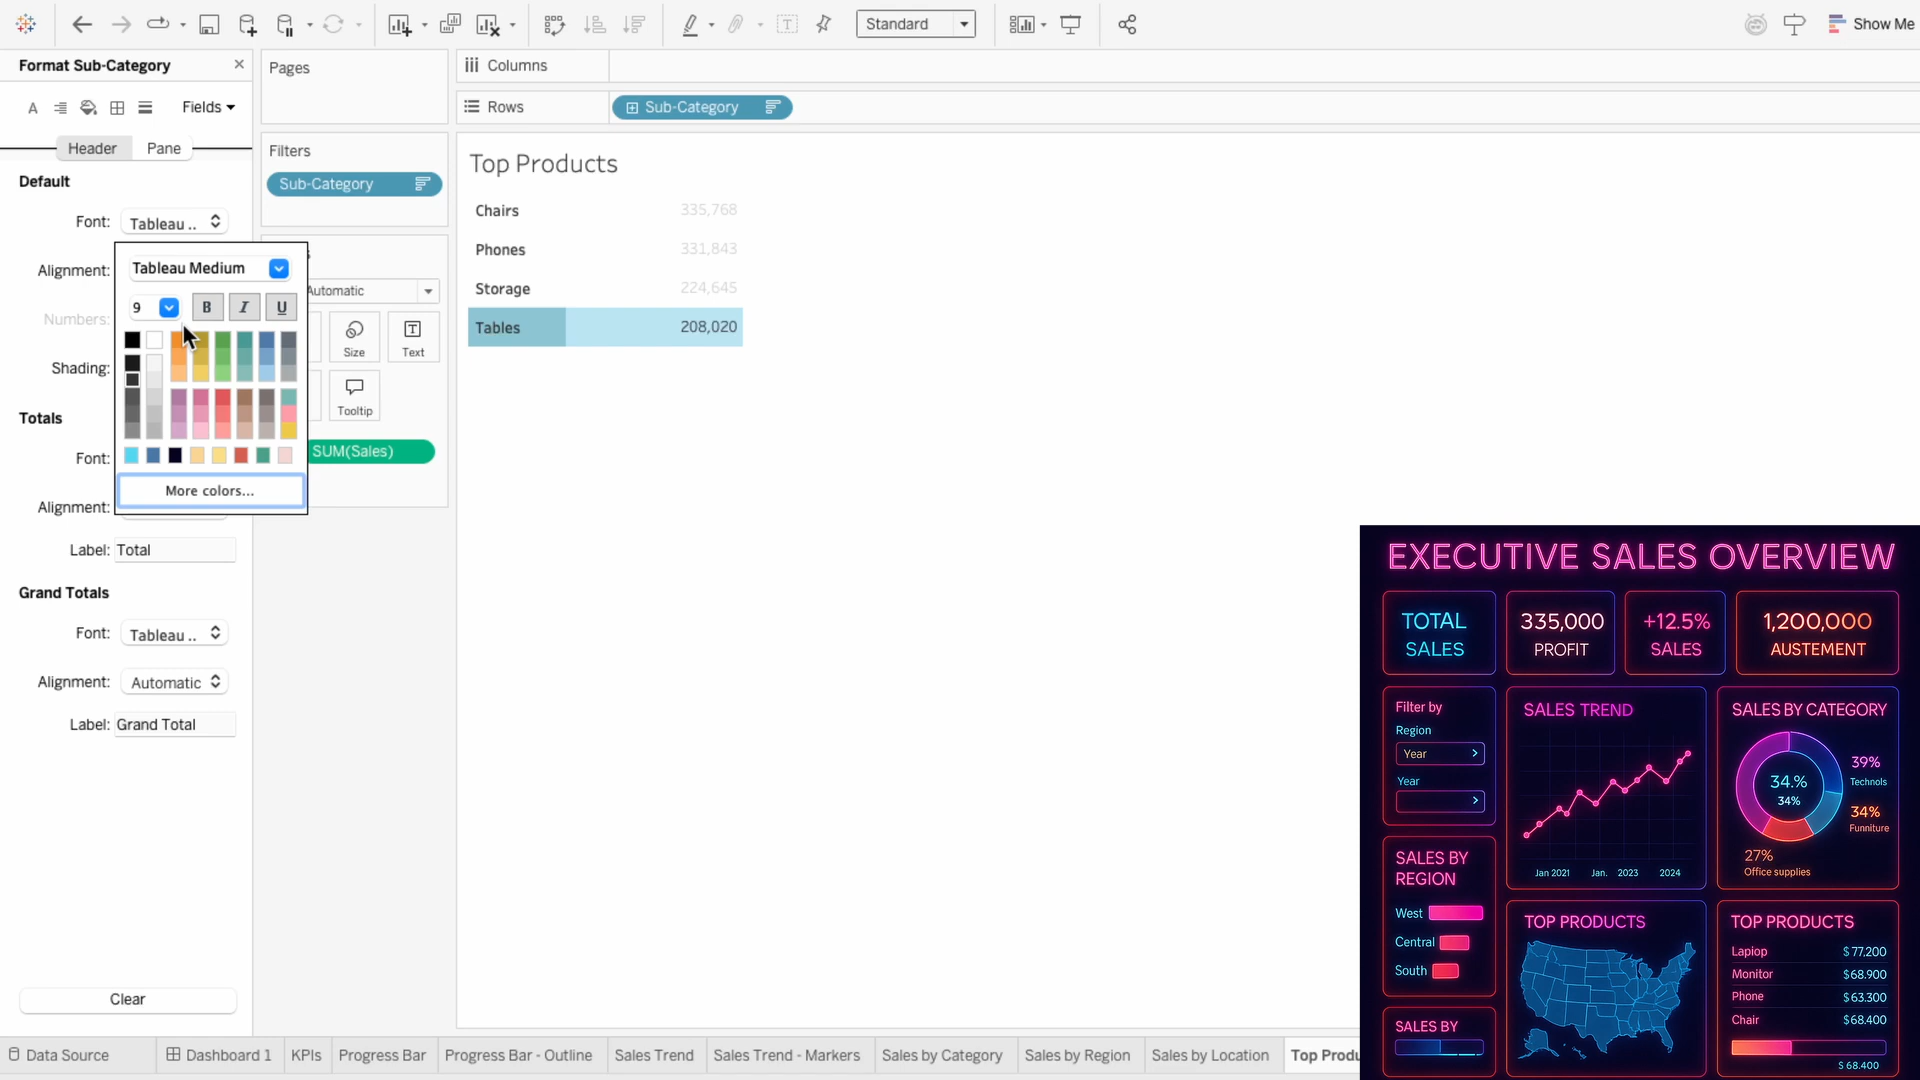 Standard
Show Me
Format Sub-Category
Fields
Header
Pane
Default
Font: Tableau ..
Alignment:
Numbers:
Shading:
Totals
Font:
Alignment:
Label: Total
Grand Totals
Font: Tableau ..
Alignment: Automatic
Label: Grand Total
Clear
Tableau Medium
9
B I U
More colors...
Pages
Filters
Sub-Category
Automatic
Size
Text
Tooltip
SUM(Sales)
Columns
Rows
Sub-Category
Top Products
Chairs 335,768
Phones 331,843
Storage 224,645
Tables 208,020
EXECUTIVE SALES OVERVIEW
TOTAL
SALES
335,000
PROFIT
+12.5%
SALES
1,200,000
AUSTEMENT
Filter by
Region
Year
Year
SALES TREND
Jan 2021 Jan. 2023 2024
SALES BY CATEGORY
34.%
34%
39%
Technols
34%
Funniture
27%
Office supplies
SALES BY
REGION
West
Central
South
SALES BY
TOP PRODUCTS
TOP PRODUCTS
Lapiop $ 77,200
Monitor $68.900
Phone $63.300
Chair $68.400
$ 68.400
Data Source
Dashboard 1
KPIs
Progress Bar
Progress Bar - Outline
Sales Trend
Sales Trend - Markers
Sales by Category
Sales by Region
Sales by Location
Top Produ